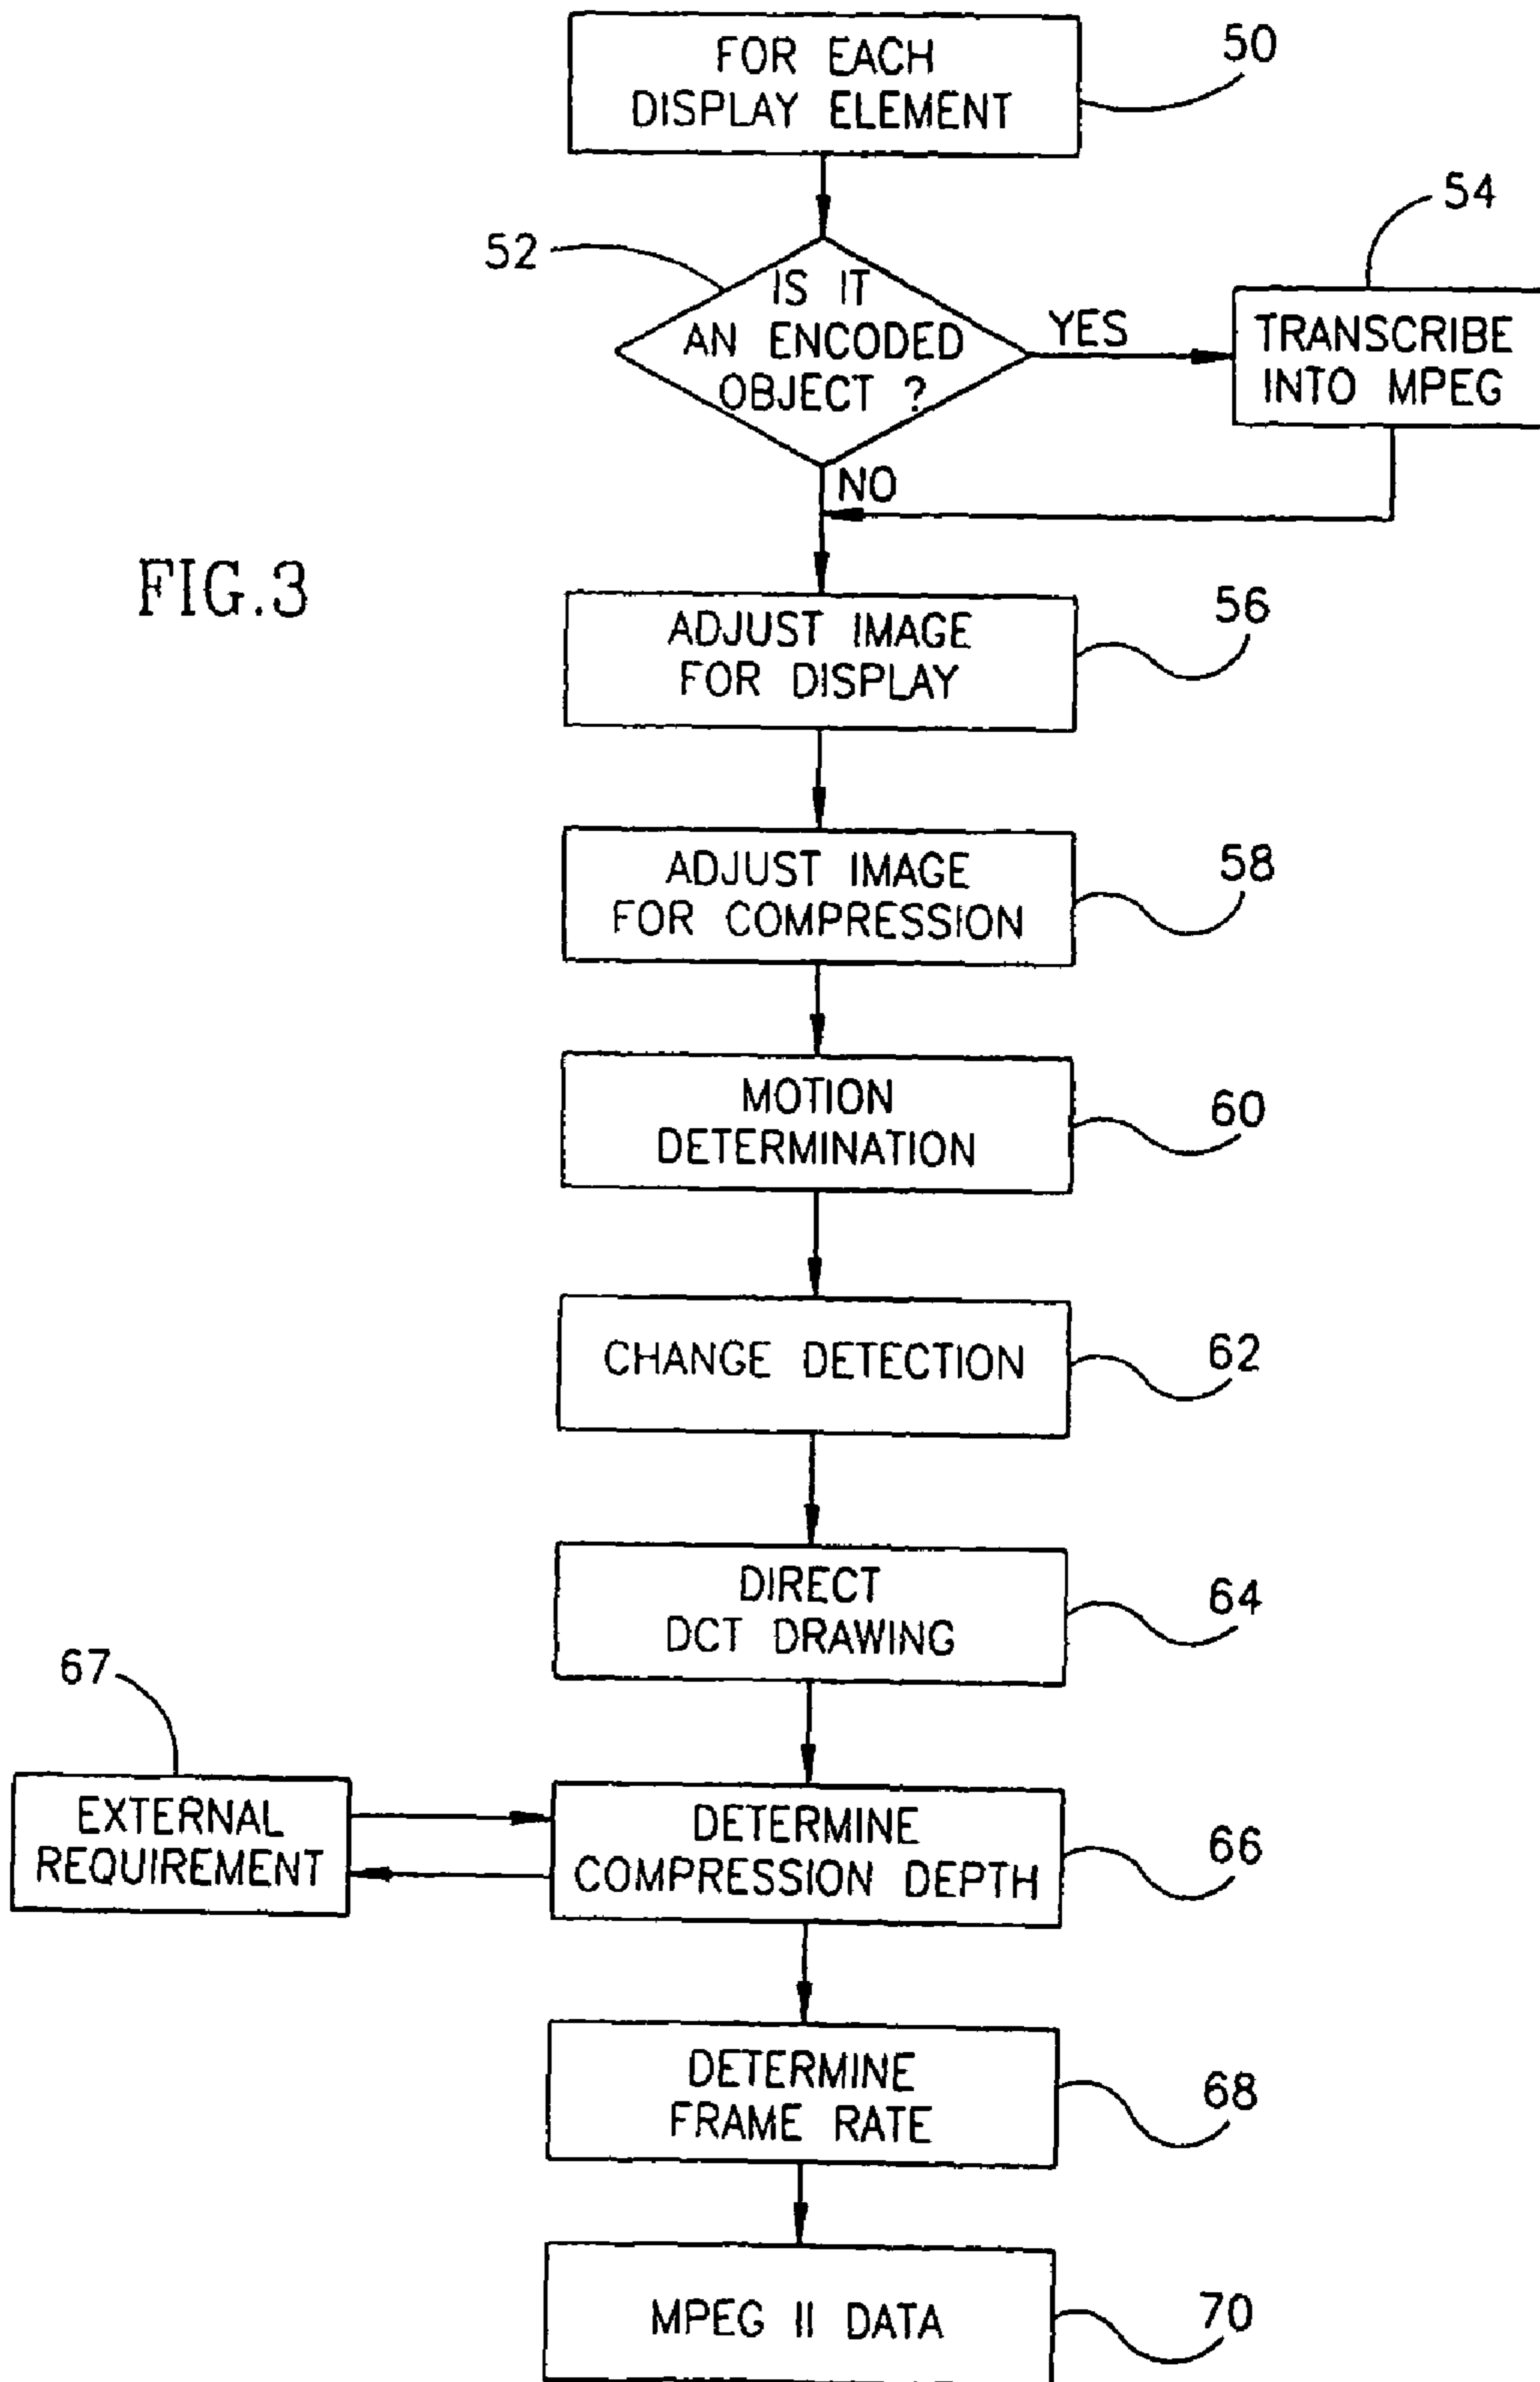 FOR EACH
DISPLAY ELEMENT
50
52
IS IT
AN ENCODED
OBJECT ?
YES
54
TRANSCRIBE
INTO MPEG
NO
FIG.3
ADJUST IMAGE
FOR DISPLAY
56
ADJUST IMAGE
FOR COMPRESSION
58
MOTION
DETERMINATION
60
CHANGE DETECTION
62
DIRECT
DCT DRAWING
64
67
EXTERNAL
REQUIREMENT
DETERMINE
COMPRESSION DEPTH
66
DETERMINE
FRAME RATE
68
MPEG II DATA
70